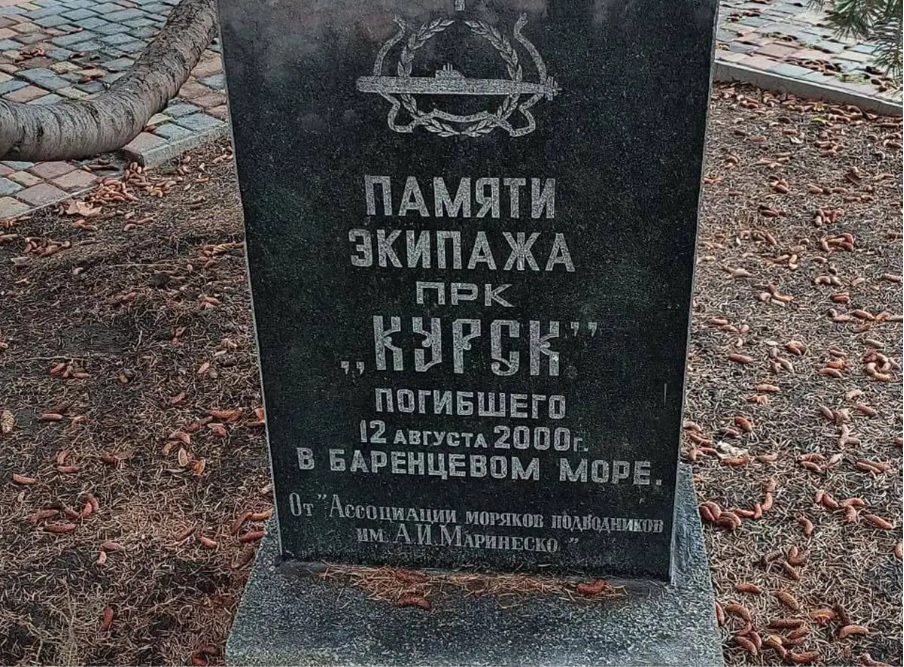 ПАМЯТИ
ЭКИПАЖА
ПРК
„КУРСК”
ПОГИБШЕГО
12 АВГУСТА 2000г.
В БАРЕНЦЕВОМ МОРЕ.
От "Ассоциации моряков подводников
им. А.И. Маринеско"